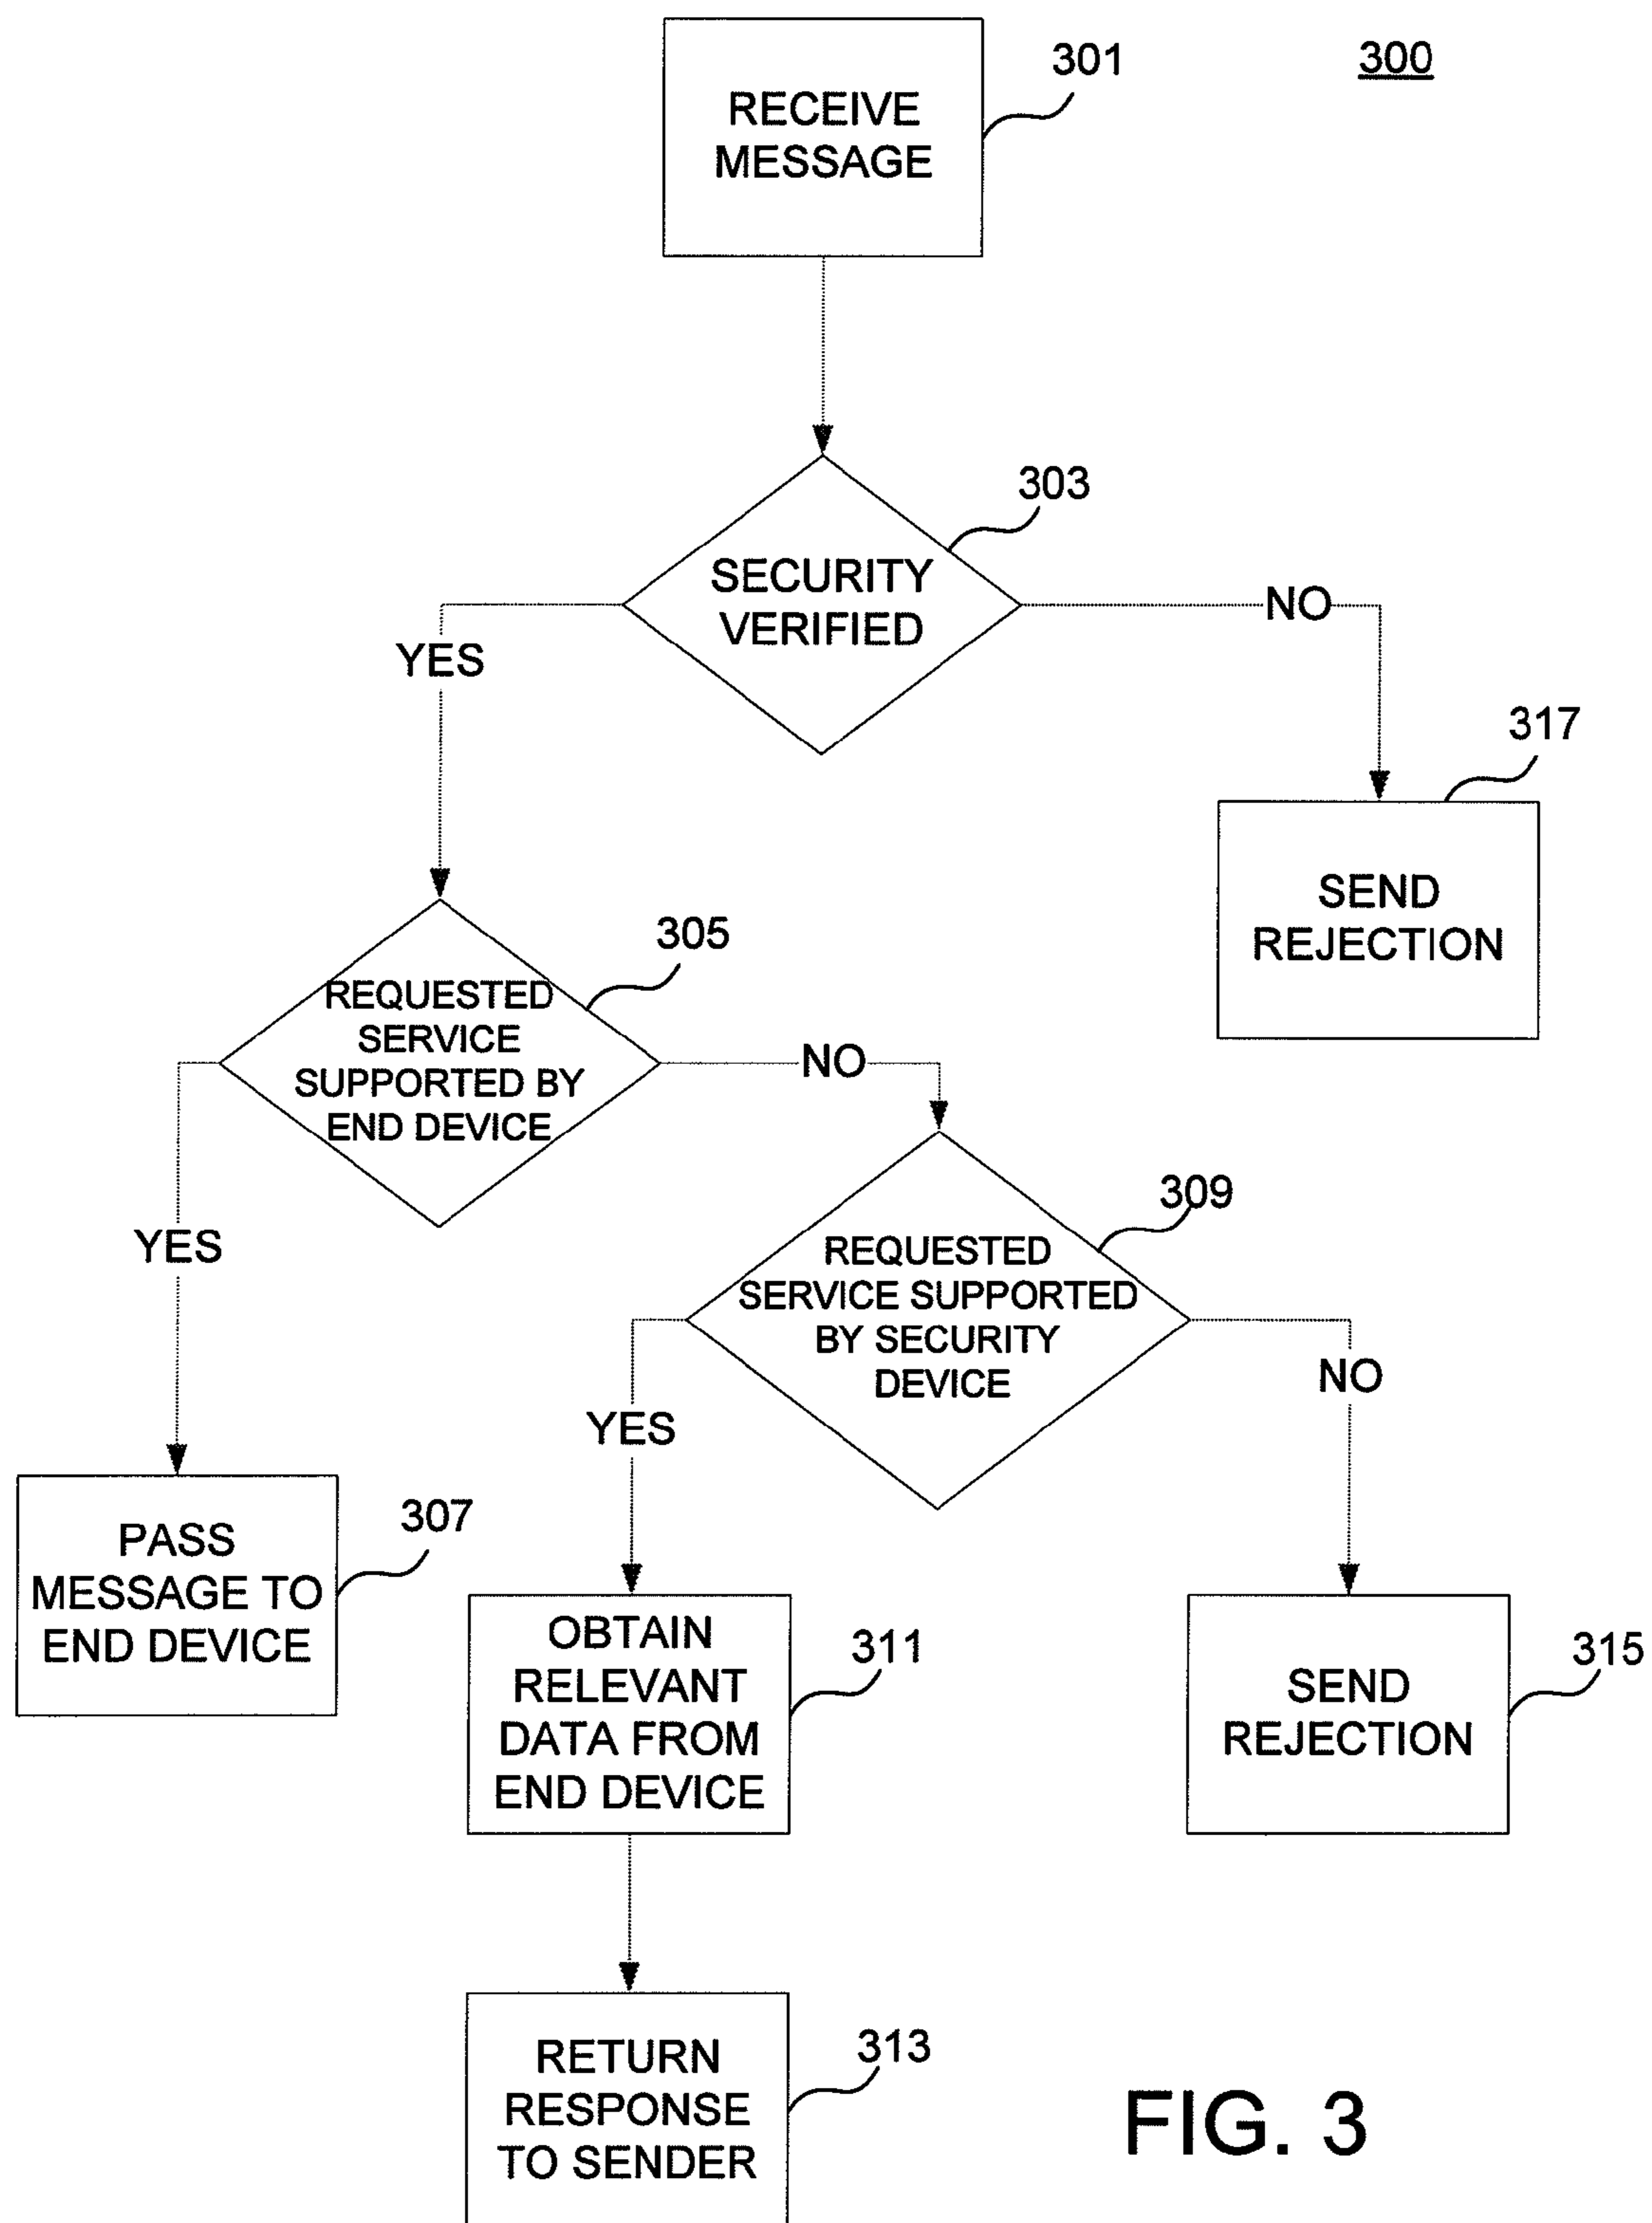 300
301
RECEIVE
MESSAGE
303
SECURITY
VERIFIED
YES
NO
317
SEND
REJECTION
305
REQUESTED
SERVICE
SUPPORTED BY
END DEVICE
YES
NO
309
REQUESTED
SERVICE SUPPORTED
BY SECURITY
DEVICE
YES
NO
307
PASS
MESSAGE TO
END DEVICE
311
OBTAIN
RELEVANT
DATA FROM
END DEVICE
315
SEND
REJECTION
313
RETURN
RESPONSE
TO SENDER
FIG. 3